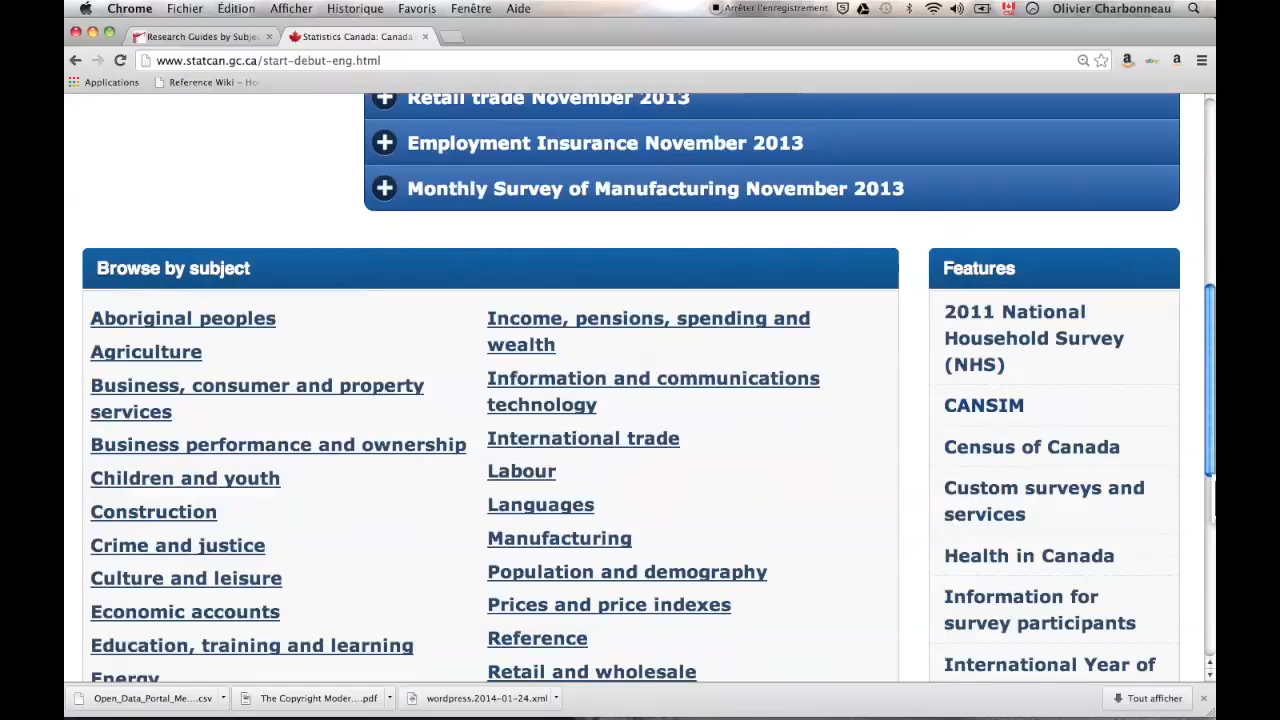 Chrome Fichier Édition Afficher Historique Favoris Fenêtre Aide Arrêter l'enregistrement Olivier Charbonneau
Research Guides by Subje Statistics Canada: Canada
www.statcan.gc.ca/start-debut-eng.html
Applications Reference Wiki - Ho
Retail trade November 2013
Employment Insurance November 2013
Monthly Survey of Manufacturing November 2013
Browse by subject
Aboriginal peoples
Agriculture
Business, consumer and property
services
Business performance and ownership
Children and youth
Construction
Crime and justice
Culture and leisure
Economic accounts
Education, training and learning
Energy
Income, pensions, spending and
wealth
Information and communications
technology
International trade
Labour
Languages
Manufacturing
Population and demography
Prices and price indexes
Reference
Retail and wholesale
Features
2011 National
Household Survey
(NHS)
CANSIM
Census of Canada
Custom surveys and
services
Health in Canada
Information for
survey participants
International Year of
Open_Data_Portal_Me....csv The Copyright Moder....pdf wordpress.2014-01-24.xml Tout afficher